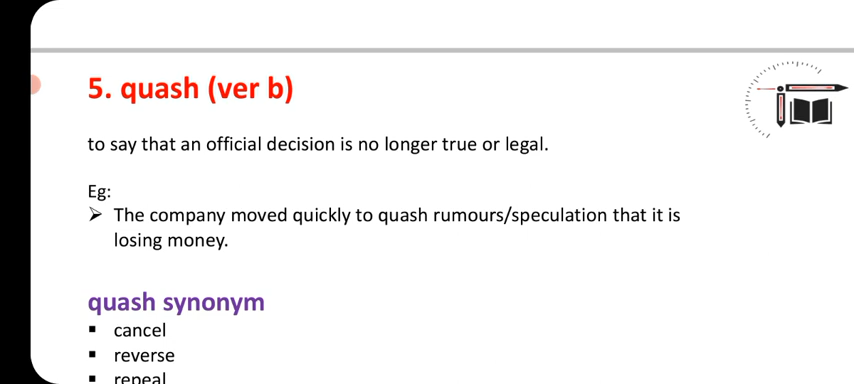 5. quash (ver b)
to say that an official decision is no longer true or legal.
Eg:
➢ The company moved quickly to quash rumours/speculation that it is
losing money.
quash synonym
▪ cancel
▪ reverse
▪ repeal